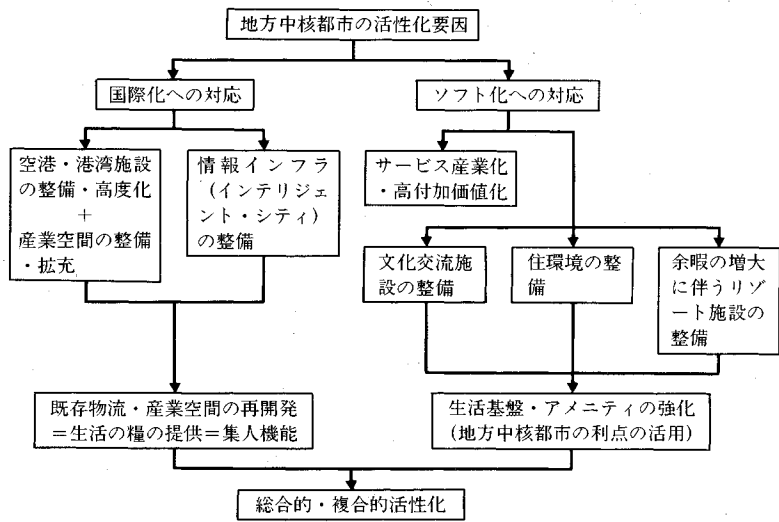 地方中核都市の活性化要因
国際化への対応
ソフト化への対応
空港・港湾施設
の整備・高度化
+
産業空間の整備
・拡充
情報インフラ
(インテリジェ
ント・シティ)
の整備
サービス産業化
・高付加価値化
文化交流施
設の整備
住環境の整
備
余暇の増大
に伴うリゾ
ート施設の
整備
既存物流・産業空間の再開発
=生活の糧の提供=集人機能
生活基盤・アメニティの強化
(地方中核都市の利点の活用)
総合的・複合的活性化